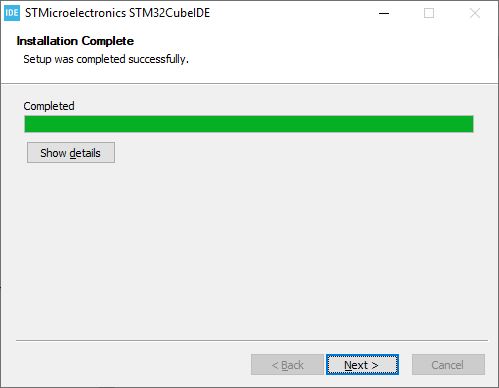 IDE STMicroelectronics STM32CubeIDE
Installation Complete
Setup was completed successfully.
Completed
Show details
< Back Next > Cancel